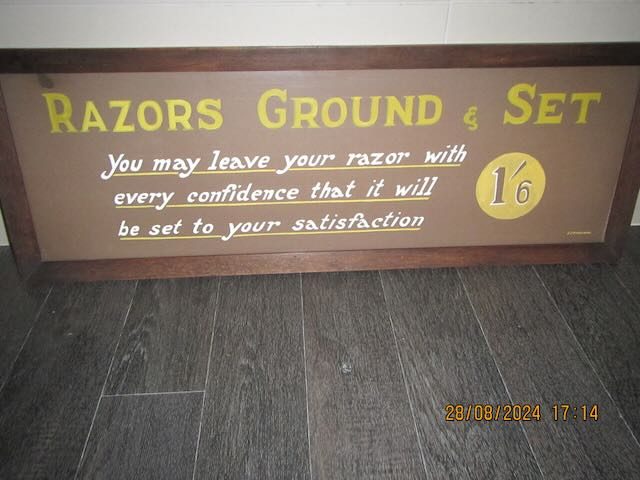 RAZORS GROUND & SET
You may leave your razor with
every confidence that it will
be set to your satisfaction
1/6
28/08/2024 17:14